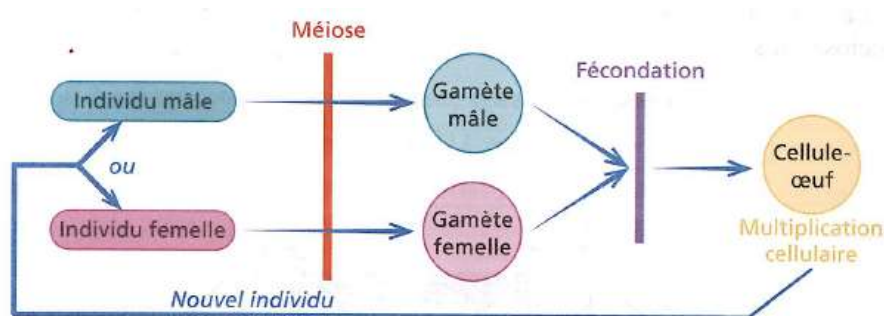 Méiose
Individu mâle
Gamète
mâle
Fécondation
ou
Cellule-
œuf
Individu femelle
Gamète
femelle
Multiplication
cellulaire
Nouvel individu